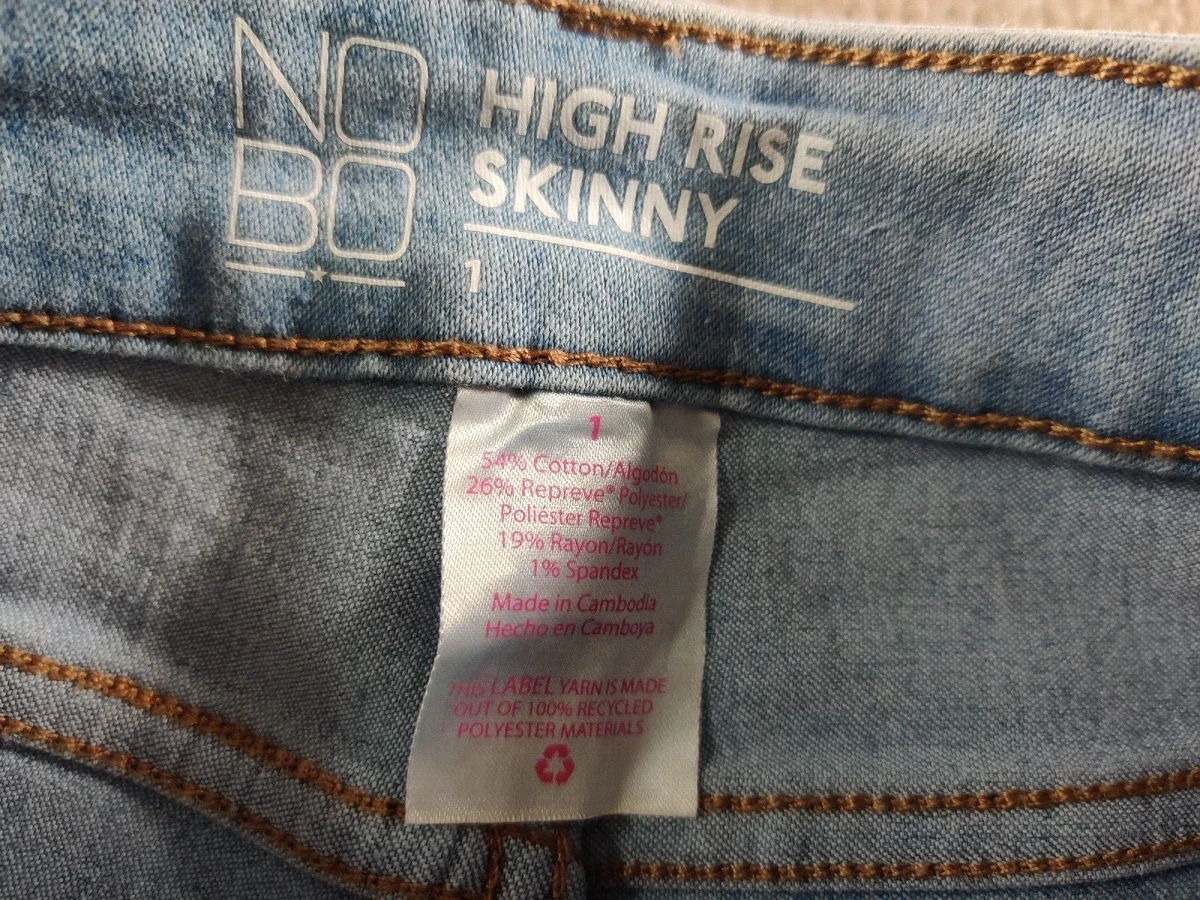 NO
BO
HIGH RISE
SKINNY
1
1
54% Cotton/Algodón
26% Repreve® Polyester/
Poliéster Repreve®
19% Rayon/Rayón
1% Spandex
Made in Cambodia
Hecho en Camboya
THIS LABEL YARN IS MADE
OUT OF 100% RECYCLED
POLYESTER MATERIALS